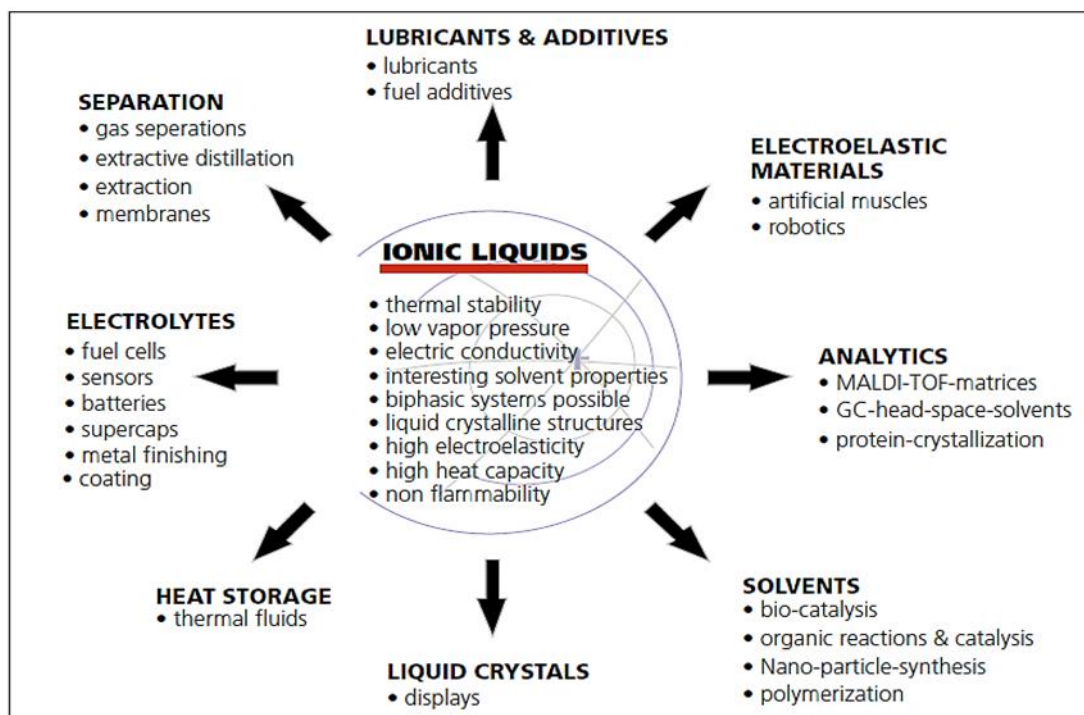 LUBRICANTS & ADDITIVES
• lubricants
• fuel additives
SEPARATION
• gas seperations
• extractive distillation
• extraction
• membranes
ELECTROELASTIC
MATERIALS
• artificial muscles
• robotics
IONIC LIQUIDS
• thermal stability
• low vapor pressure
• electric conductivity
• interesting solvent properties
• biphasic systems possible
• liquid crystalline structures
• high electroelasticity
• high heat capacity
• non flammability
ELECTROLYTES
• fuel cells
• sensors
• batteries
• supercaps
• metal finishing
• coating
ANALYTICS
• MALDI-TOF-matrices
• GC-head-space-solvents
• protein-crystallization
HEAT STORAGE
• thermal fluids
LIQUID CRYSTALS
• displays
SOLVENTS
• bio-catalysis
• organic reactions & catalysis
• Nano-particle-synthesis
• polymerization